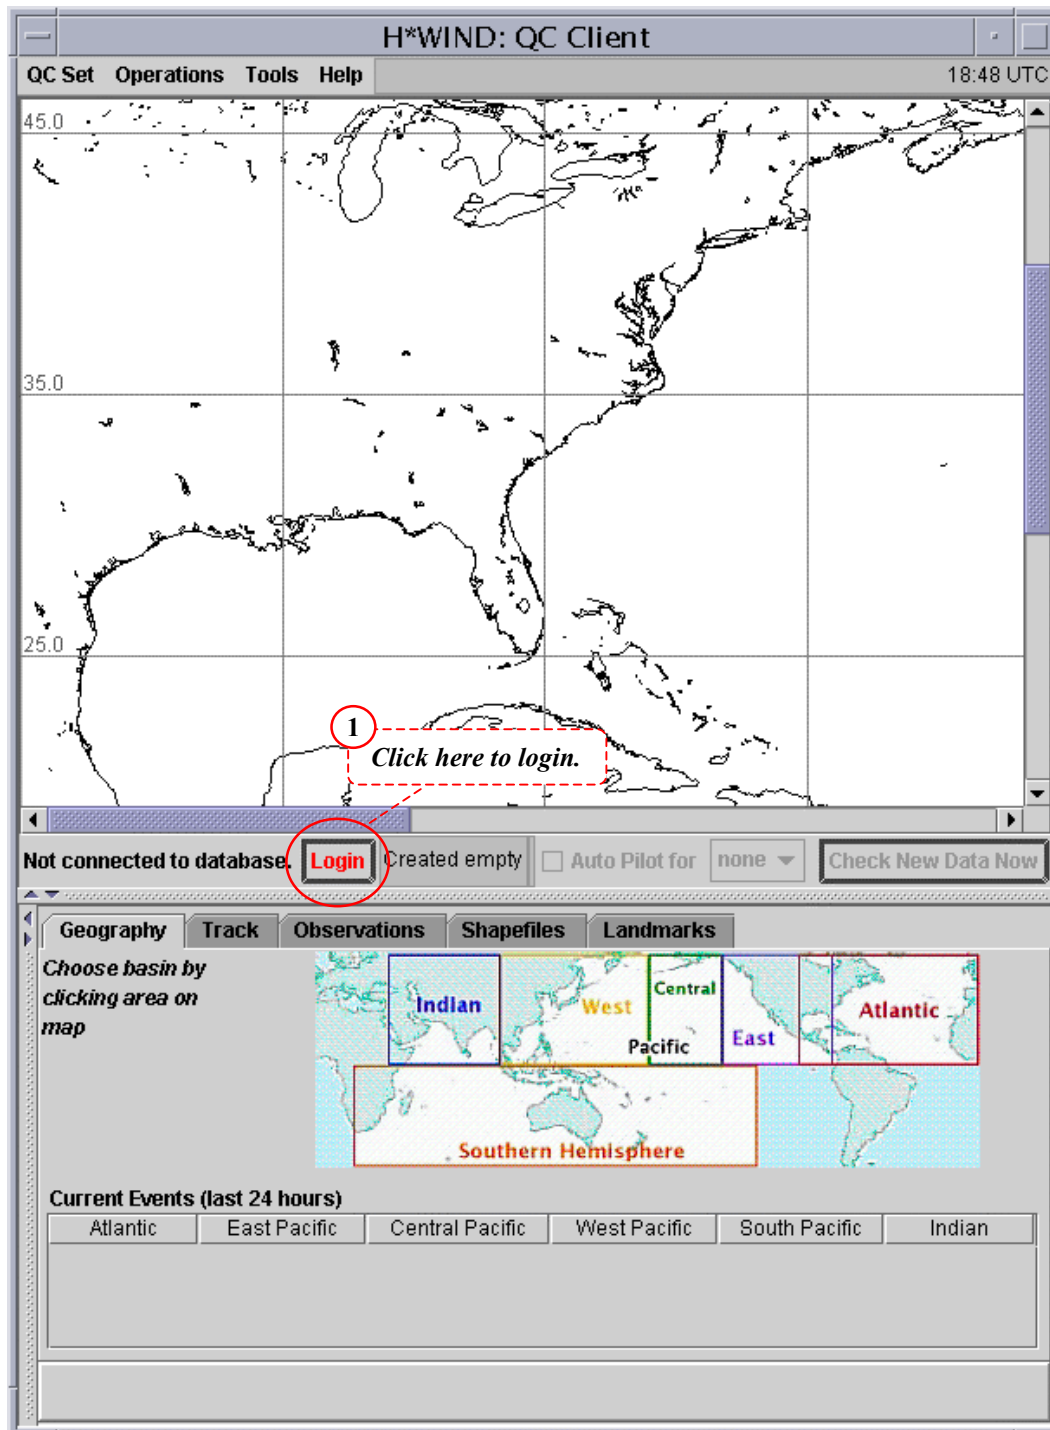 H*WIND: QC Client
QC Set Operations Tools Help 18:48 UTC
45.0
35.0
25.0
1
Click here to login.
Not connected to database. Login Created empty Auto Pilot for none Check New Data Now
Geography Track Observations Shapefiles Landmarks
Choose basin by
clicking area on
map
Indian West Central Pacific East Atlantic
Southern Hemisphere
Current Events (last 24 hours)
Atlantic East Pacific Central Pacific West Pacific South Pacific Indian